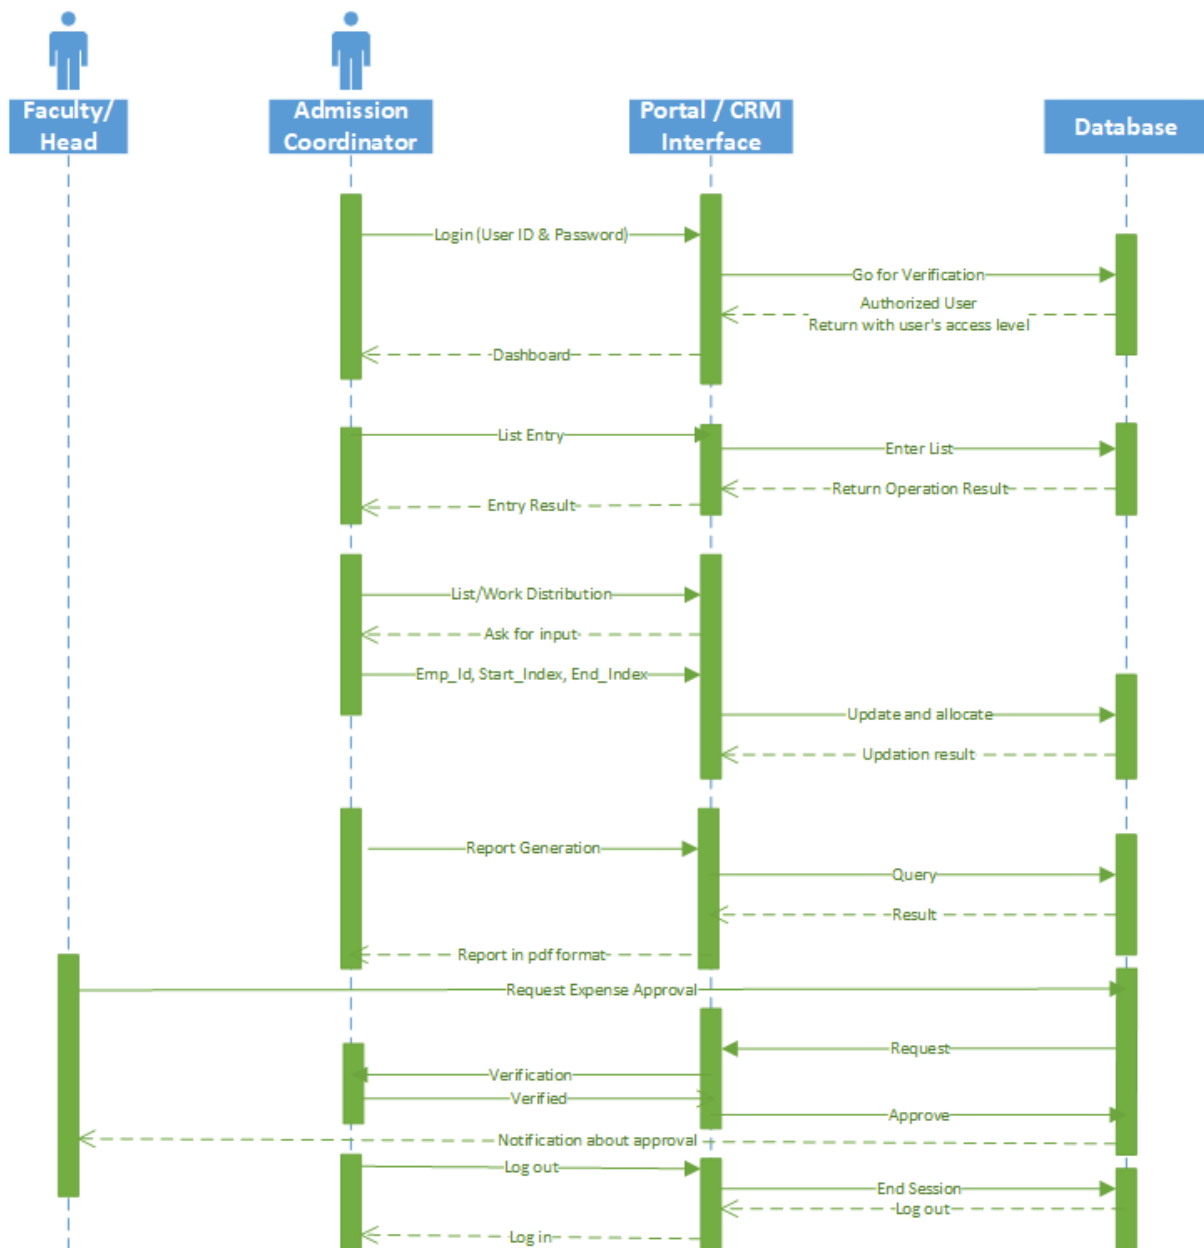 Faculty/
Head
Admission
Coordinator
Portal / CRM
Interface
Database
Login (User ID & Password)
Go for Verification
Authorized User
Return with user's access level
Dashboard
List Entry
Enter List
Return Operation Result
Entry Result
List/Work Distribution
Ask for input
Emp_Id, Start_Index, End_Index
Update and allocate
Updation result
Report Generation
Query
Result
Report in pdf format
Request Expense Approval
Request
Verification
Verified
Approve
Notification about approval
Log out
End Session
Log out
Log in